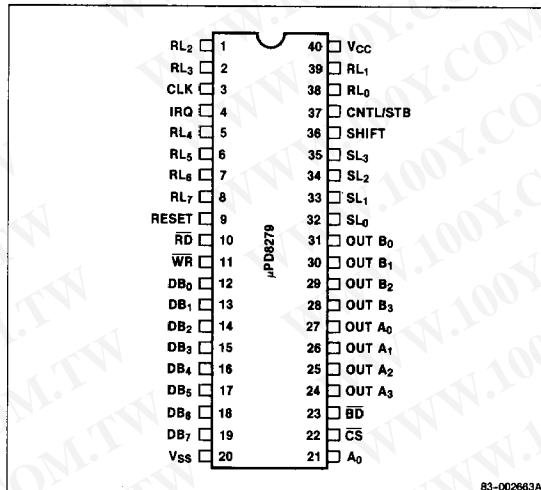 RL₂ 1 40 VCC
RL₃ 2 39 RL₁
CLK 3 38 RL₀
IRQ 4 37 CNTL/STB
RL₄ 5 36 SHIFT
RL₅ 6 35 SL₃
RL₆ 7 34 SL₂
RL₇ 8 33 SL₁
RESET 9 32 SL₀
R̅D̅ 10 31 OUT B₀
W̅R̅ 11 30 OUT B₁
DB₀ 12 29 OUT B₂
DB₁ 13 28 OUT B₃
DB₂ 14 27 OUT A₀
DB₃ 15 26 OUT A₁
DB₄ 16 25 OUT A₂
DB₅ 17 24 OUT A₃
DB₆ 18 23 B̅D̅
DB₇ 19 22 C̅S̅
VSS 20 21 A₀
µPD8279
83-002663A
WWW.100Y.COM.TW